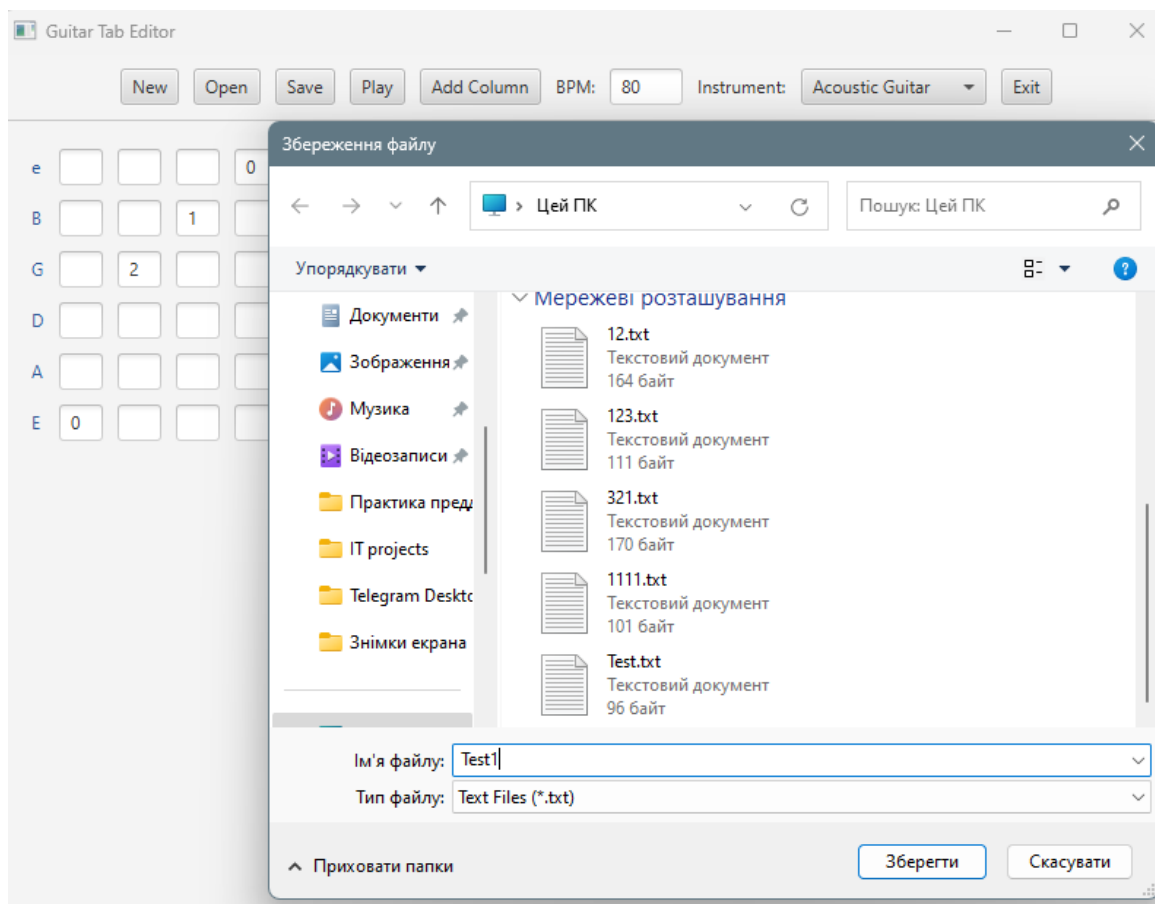 Guitar Tab Editor
New Open Save Play Add Column BPM: 80 Instrument: Acoustic Guitar Exit
Збереження файлу
e 0
B 1
G 2
D
A
E 0
Цей ПК
Пошук: Цей ПК
Упорядкувати
?
Документи
Зображення
Музика
Відеозаписи
Практика предд
IT projects
Telegram Deskto
Знімки екрана
Мережеві розташування
12.txt
Текстовий документ
164 байт
123.txt
Текстовий документ
111 байт
321.txt
Текстовий документ
170 байт
1111.txt
Текстовий документ
101 байт
Test.txt
Текстовий документ
96 байт
Ім'я файлу: Test1
Тип файлу: Text Files (*.txt)
Приховати папки
Зберегти Скасувати